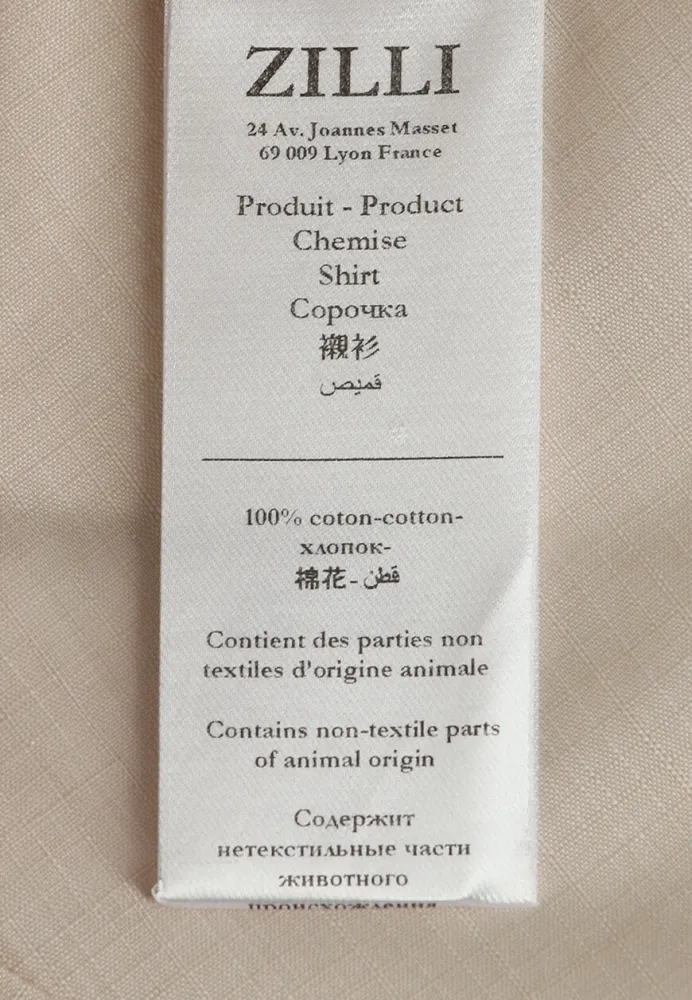 ZILLI
24 Av. Joannes Masset
69 009 Lyon France
Produit - Product
Chemise
Shirt
Сорочка
襯衫
قميص
100% coton-cotton-
хлопок-
棉花-قطن
Contient des parties non
textiles d'origine animale
Contains non-textile parts
of animal origin
Содержит
нетекстильные части
животного
происхождения